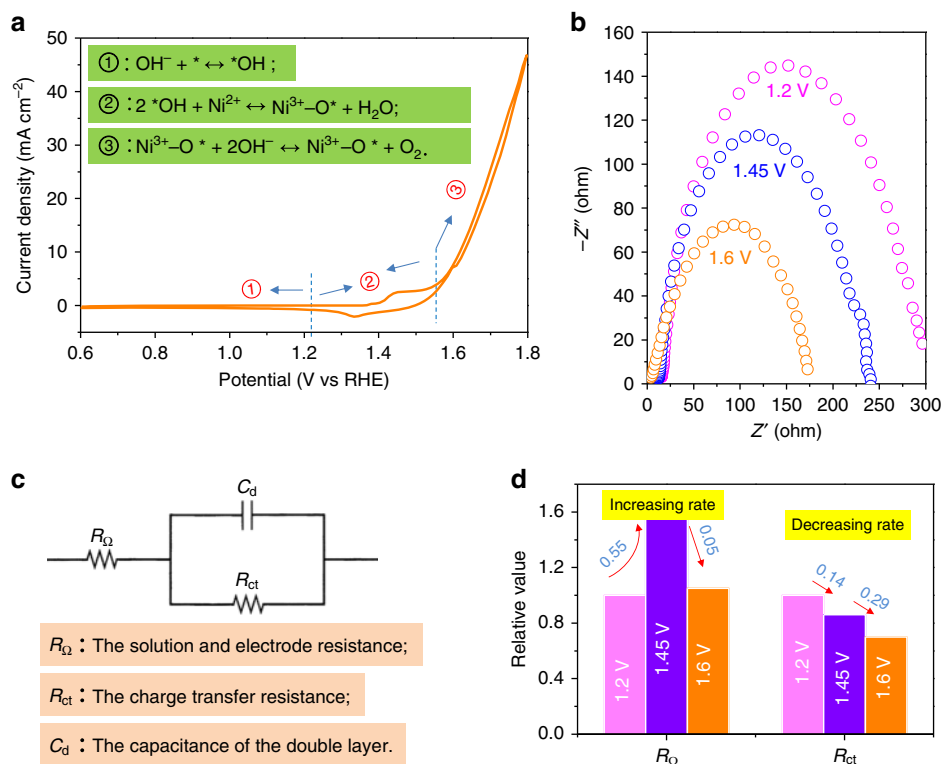 a
50
40
30
20
10
0
Current density (mA cm⁻²)
① : OH⁻ + * ↔ *OH ;
② : 2 *OH + Ni²⁺ ↔ Ni³⁺–O* + H₂O;
③ : Ni³⁺–O * + 2OH⁻ ↔ Ni³⁺–O * + O₂.
①
②
③
0.6 0.8 1.0 1.2 1.4 1.6 1.8
Potential (V vs RHE)
b
140
120
100
80
60
40
20
0
–Z″ (ohm)
1.2 V
1.45 V
1.6 V
0 50 100 150 200 250 300
Z′ (ohm)
c
C_d
R_Ω
R_ct
R_Ω : The solution and electrode resistance;
R_ct : The charge transfer resistance;
C_d : The capacitance of the double layer.
d
1.6
1.2
0.8
0.4
0.0
Relative value
Increasing rate
Decreasing rate
0.55
0.05
0.14
0.29
1.2 V
1.45 V
1.6 V
1.2 V
1.45 V
1.6 V
R_Ω
R_ct